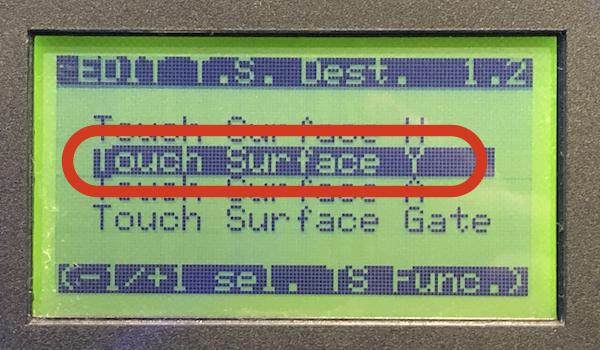 EDIT T.S. Dest. 1.2
Touch Surface
Touch Surface Y
Touch Surface
Touch Surface Gate
(-1/+1 sel. TS Func.)